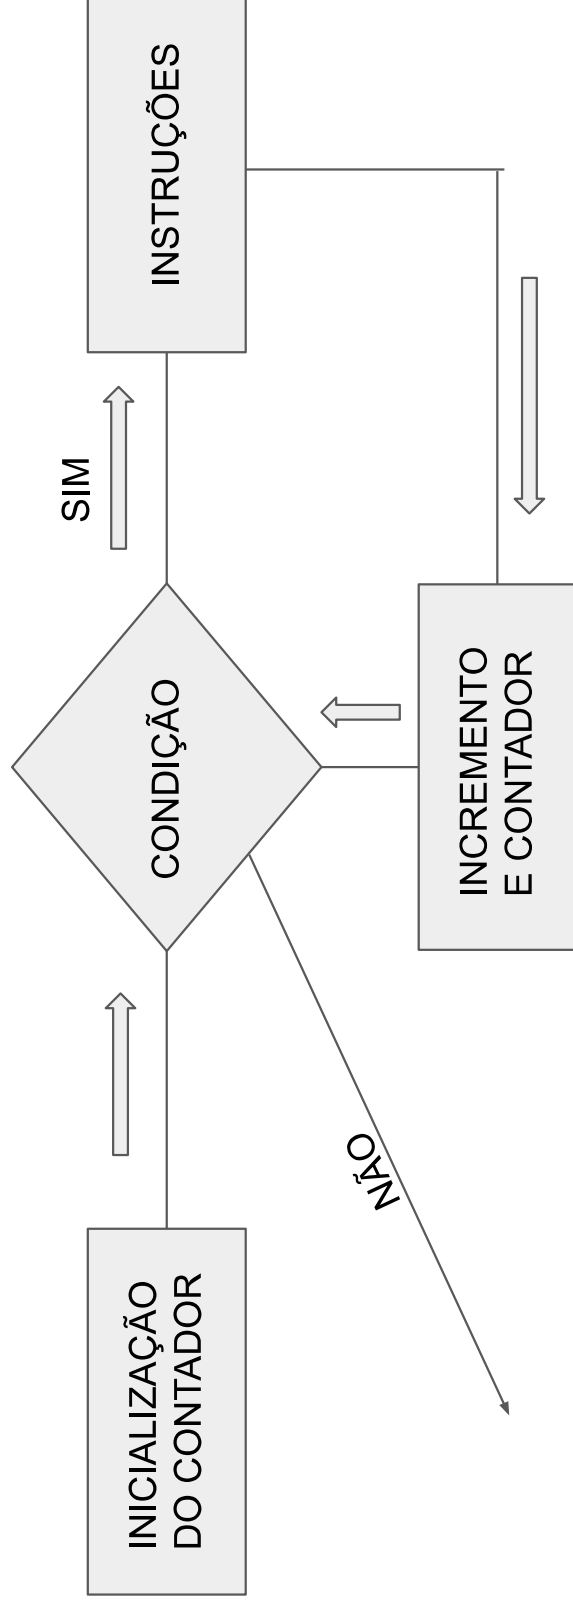 INICIALIZAÇÃO
DO CONTADOR
CONDIÇÃO
SIM
INSTRUÇÕES
INCREMENTO
E CONTADOR
NÃO